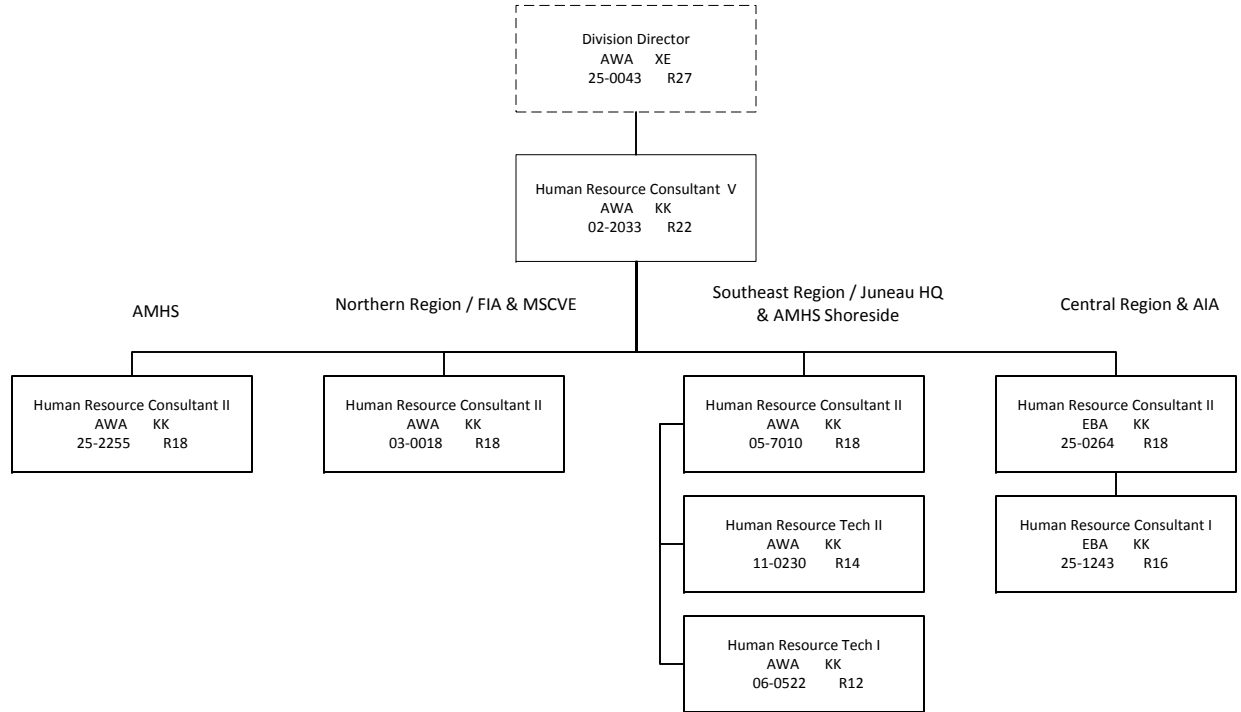 Division Director
AWA XE
25-0043 R27
Human Resource Consultant V
AWA KK
02-2033 R22
AMHS
Northern Region / FIA & MSCVE
Southeast Region / Juneau HQ
& AMHS Shoreside
Central Region & AIA
Human Resource Consultant II
AWA KK
25-2255 R18
Human Resource Consultant II
AWA KK
03-0018 R18
Human Resource Consultant II
AWA KK
05-7010 R18
Human Resource Tech II
AWA KK
11-0230 R14
Human Resource Tech I
AWA KK
06-0522 R12
Human Resource Consultant II
EBA KK
25-0264 R18
Human Resource Consultant I
EBA KK
25-1243 R16